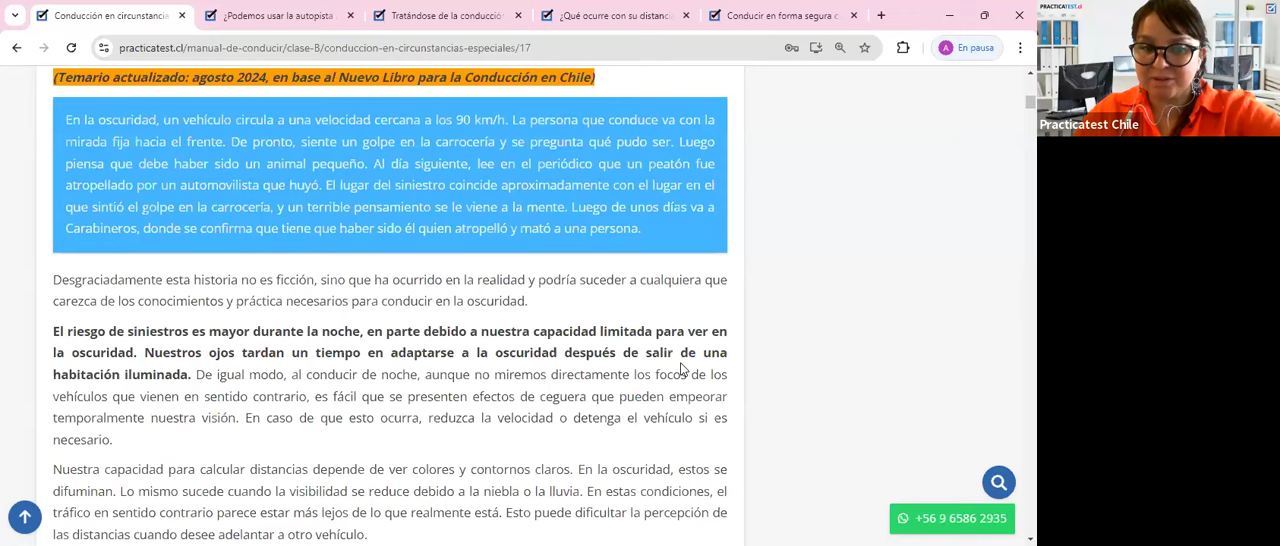 Conducción en circunstancia
¿Podemos usar la autopista
Tratándose de la conducción
¿Qué ocurre con su distanci
Conducir en forma segura c
practicatest.cl/manual-de-conducir/clase-B/conduccion-en-circunstancias-especiales/17
A
En pausa
(Temario actualizado: agosto 2024, en base al Nuevo Libro para la Conducción en Chile)
En la oscuridad, un vehículo circula a una velocidad cercana a los 90 km/h. La persona que conduce va con la
mirada fija hacia el frente. De pronto, siente un golpe en la carrocería y se pregunta qué pudo ser. Luego
piensa que debe haber sido un animal pequeño. Al día siguiente, lee en el periódico que un peatón fue
atropellado por un automovilista que huyó. El lugar del siniestro coincide aproximadamente con el lugar en el
que sintió el golpe en la carrocería, y un terrible pensamiento se le viene a la mente. Luego de unos días va a
Carabineros, donde se confirma que tiene que haber sido él quien atropelló y mató a una persona.
Desgraciadamente esta historia no es ficción, sino que ha ocurrido en la realidad y podría suceder a cualquiera que
carezca de los conocimientos y práctica necesarios para conducir en la oscuridad.
El riesgo de siniestros es mayor durante la noche, en parte debido a nuestra capacidad limitada para ver en
la oscuridad. Nuestros ojos tardan un tiempo en adaptarse a la oscuridad después de salir de una
habitación iluminada. De igual modo, al conducir de noche, aunque no miremos directamente los focos de los
vehículos que vienen en sentido contrario, es fácil que se presenten efectos de ceguera que pueden empeorar
temporalmente nuestra visión. En caso de que esto ocurra, reduzca la velocidad o detenga el vehículo si es
necesario.
Nuestra capacidad para calcular distancias depende de ver colores y contornos claros. En la oscuridad, estos se
difuminan. Lo mismo sucede cuando la visibilidad se reduce debido a la niebla o la lluvia. En estas condiciones, el
tráfico en sentido contrario parece estar más lejos de lo que realmente está. Esto puede dificultar la percepción de
las distancias cuando desee adelantar a otro vehículo.
+56 9 6586 2935
PRACTICATEST.cl
Practicatest Chile